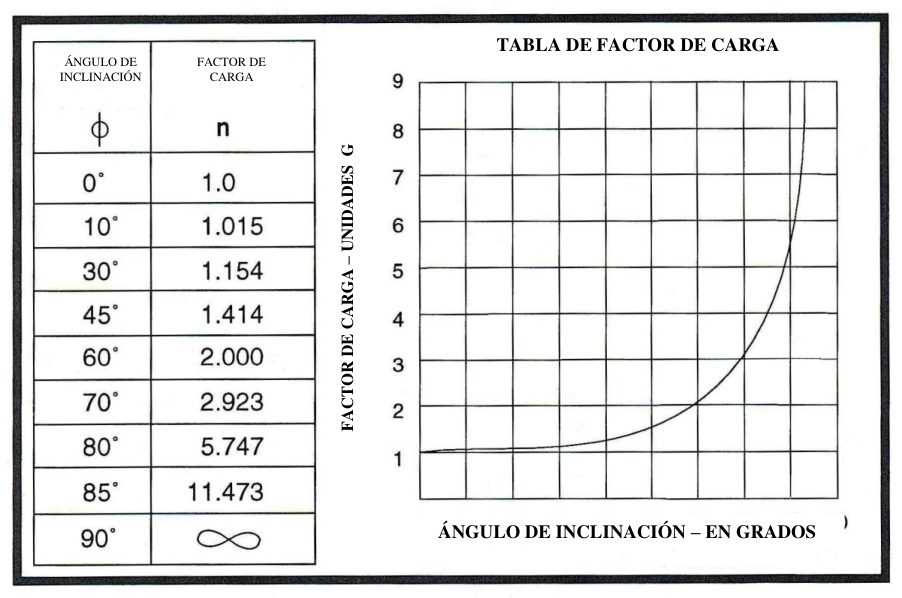 ÁNGULO DE
INCLINACIÓN
ϕ
FACTOR DE
CARGA
n
0° 1.0
10° 1.015
30° 1.154
45° 1.414
60° 2.000
70° 2.923
80° 5.747
85° 11.473
90° ∞
TABLA DE FACTOR DE CARGA
FACTOR DE CARGA – UNIDADES G
9
8
7
6
5
4
3
2
1
ÁNGULO DE INCLINACIÓN – EN GRADOS
)